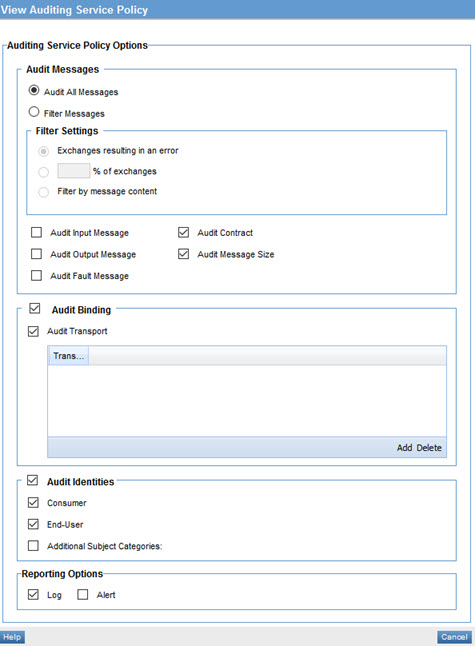 View Auditing Service Policy
Auditing Service Policy Options
Audit Messages
Audit All Messages
Filter Messages
Filter Settings
Exchanges resulting in an error
% of exchanges
Filter by message content
Audit Input Message
Audit Contract
Audit Output Message
Audit Message Size
Audit Fault Message
Audit Binding
Audit Transport
Trans...
Add Delete
Audit Identities
Consumer
End-User
Additional Subject Categories:
Reporting Options
Log
Alert
Help
Cancel